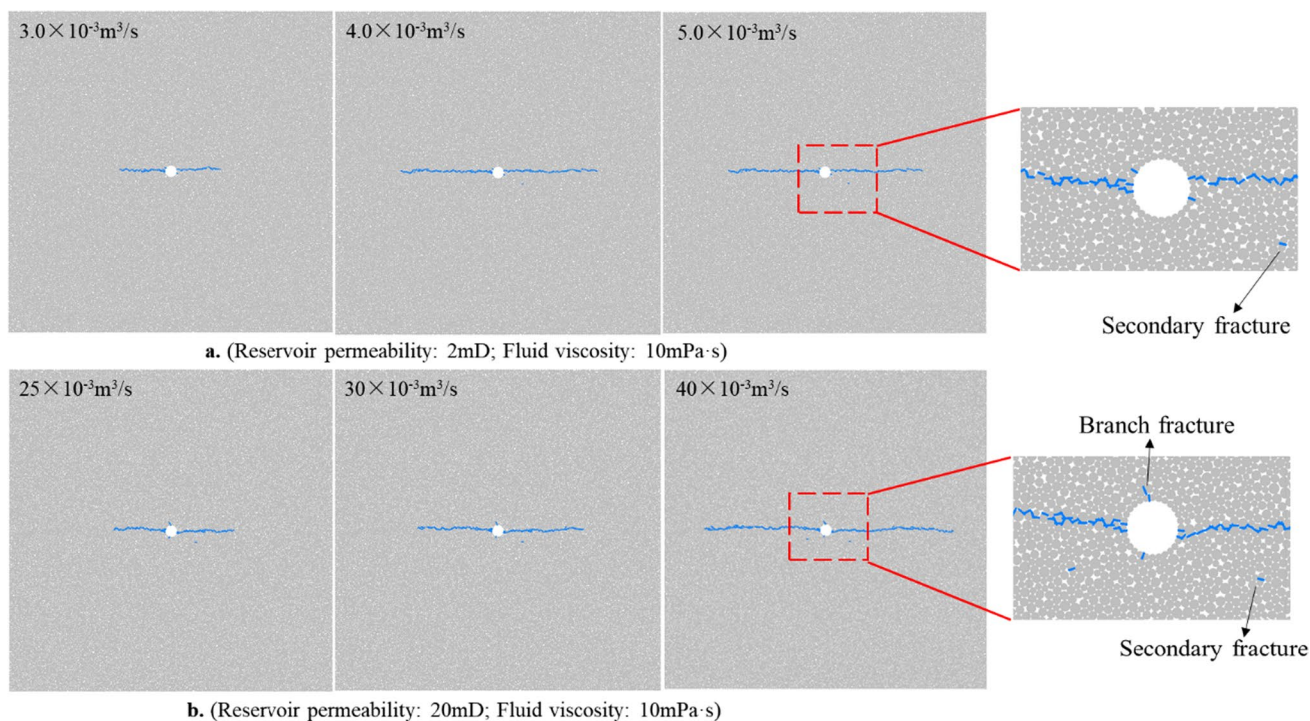 3.0×10⁻³m³/s
4.0×10⁻³m³/s
5.0×10⁻³m³/s
Secondary fracture
a. (Reservoir permeability: 2mD; Fluid viscosity: 10mPa·s)
25×10⁻³m³/s
30×10⁻³m³/s
40×10⁻³m³/s
Branch fracture
Secondary fracture
b. (Reservoir permeability: 20mD; Fluid viscosity: 10mPa·s)